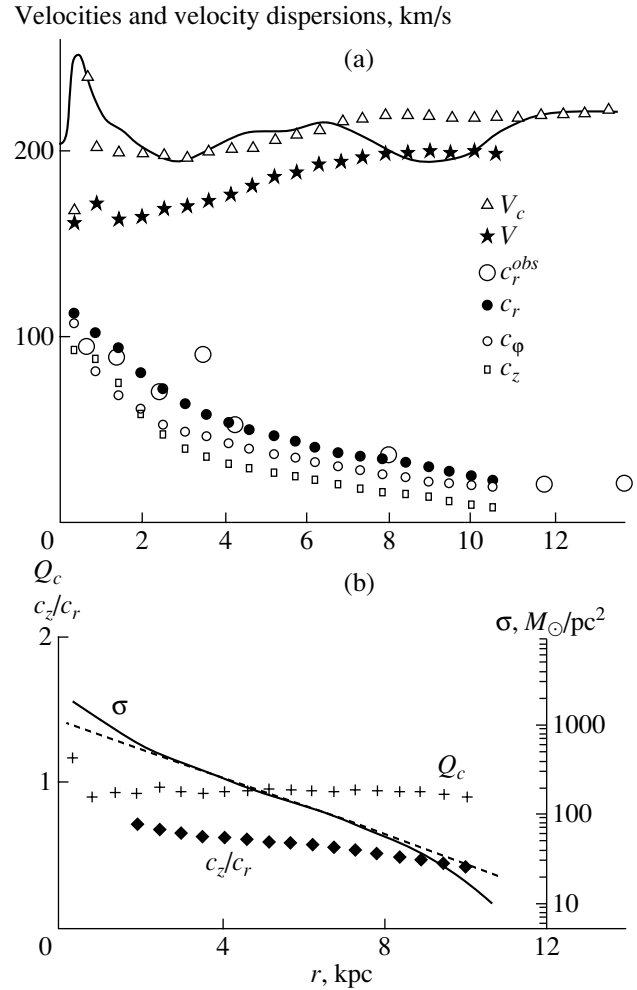 Velocities and velocity dispersions, km/s
(a)
200
V_c
V
c_r^{obs}
c_r
c_φ
c_z
100
0 2 4 6 8 10 12
Q_c
c_z/c_r
(b)
σ, M_⊙/pc^2
2
σ
1000
Q_c
1
100
c_z/c_r
10
0 4 8 12
r, kpc